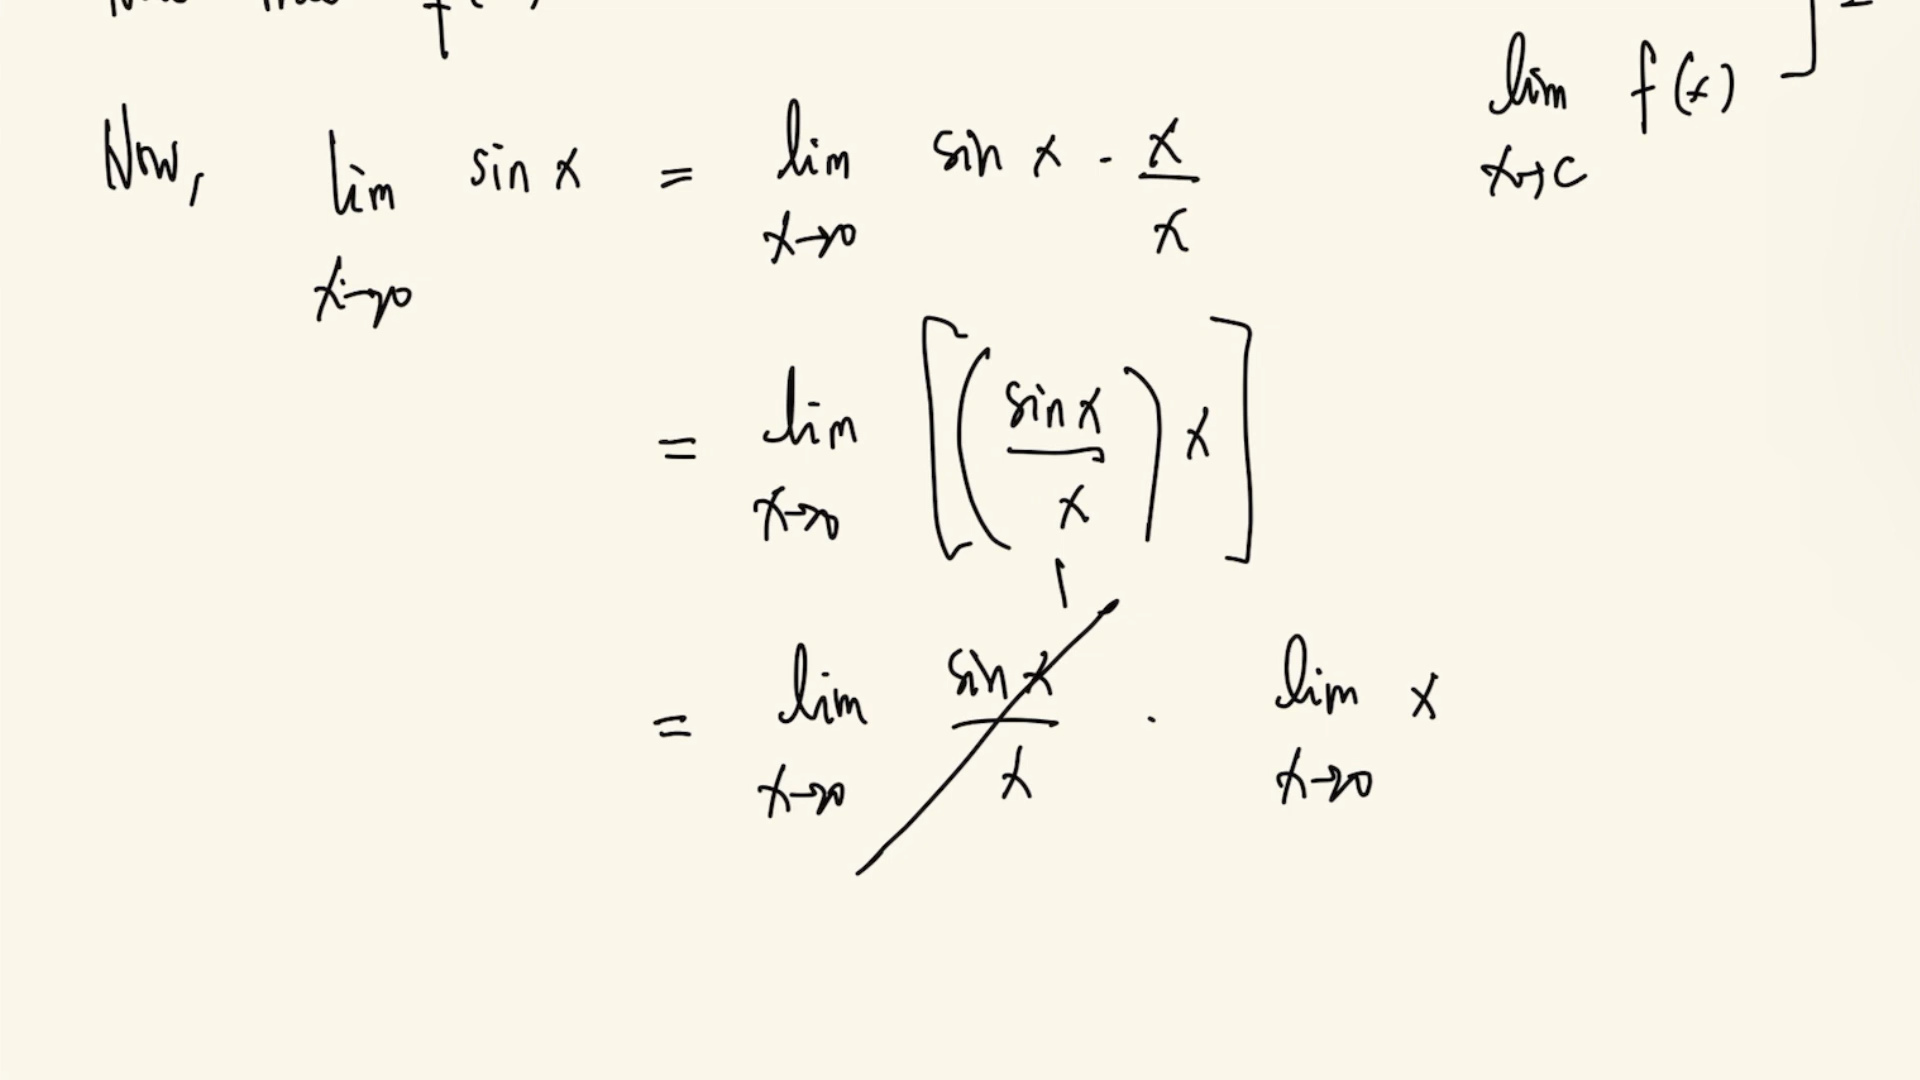 lim f(x) ]
x→c
Now, lim sin x = lim sin x · x/x
x→0 x→0
= lim [(sin x / x) x]
x→0
1
= lim sin x / x · lim x
x→0 x→0